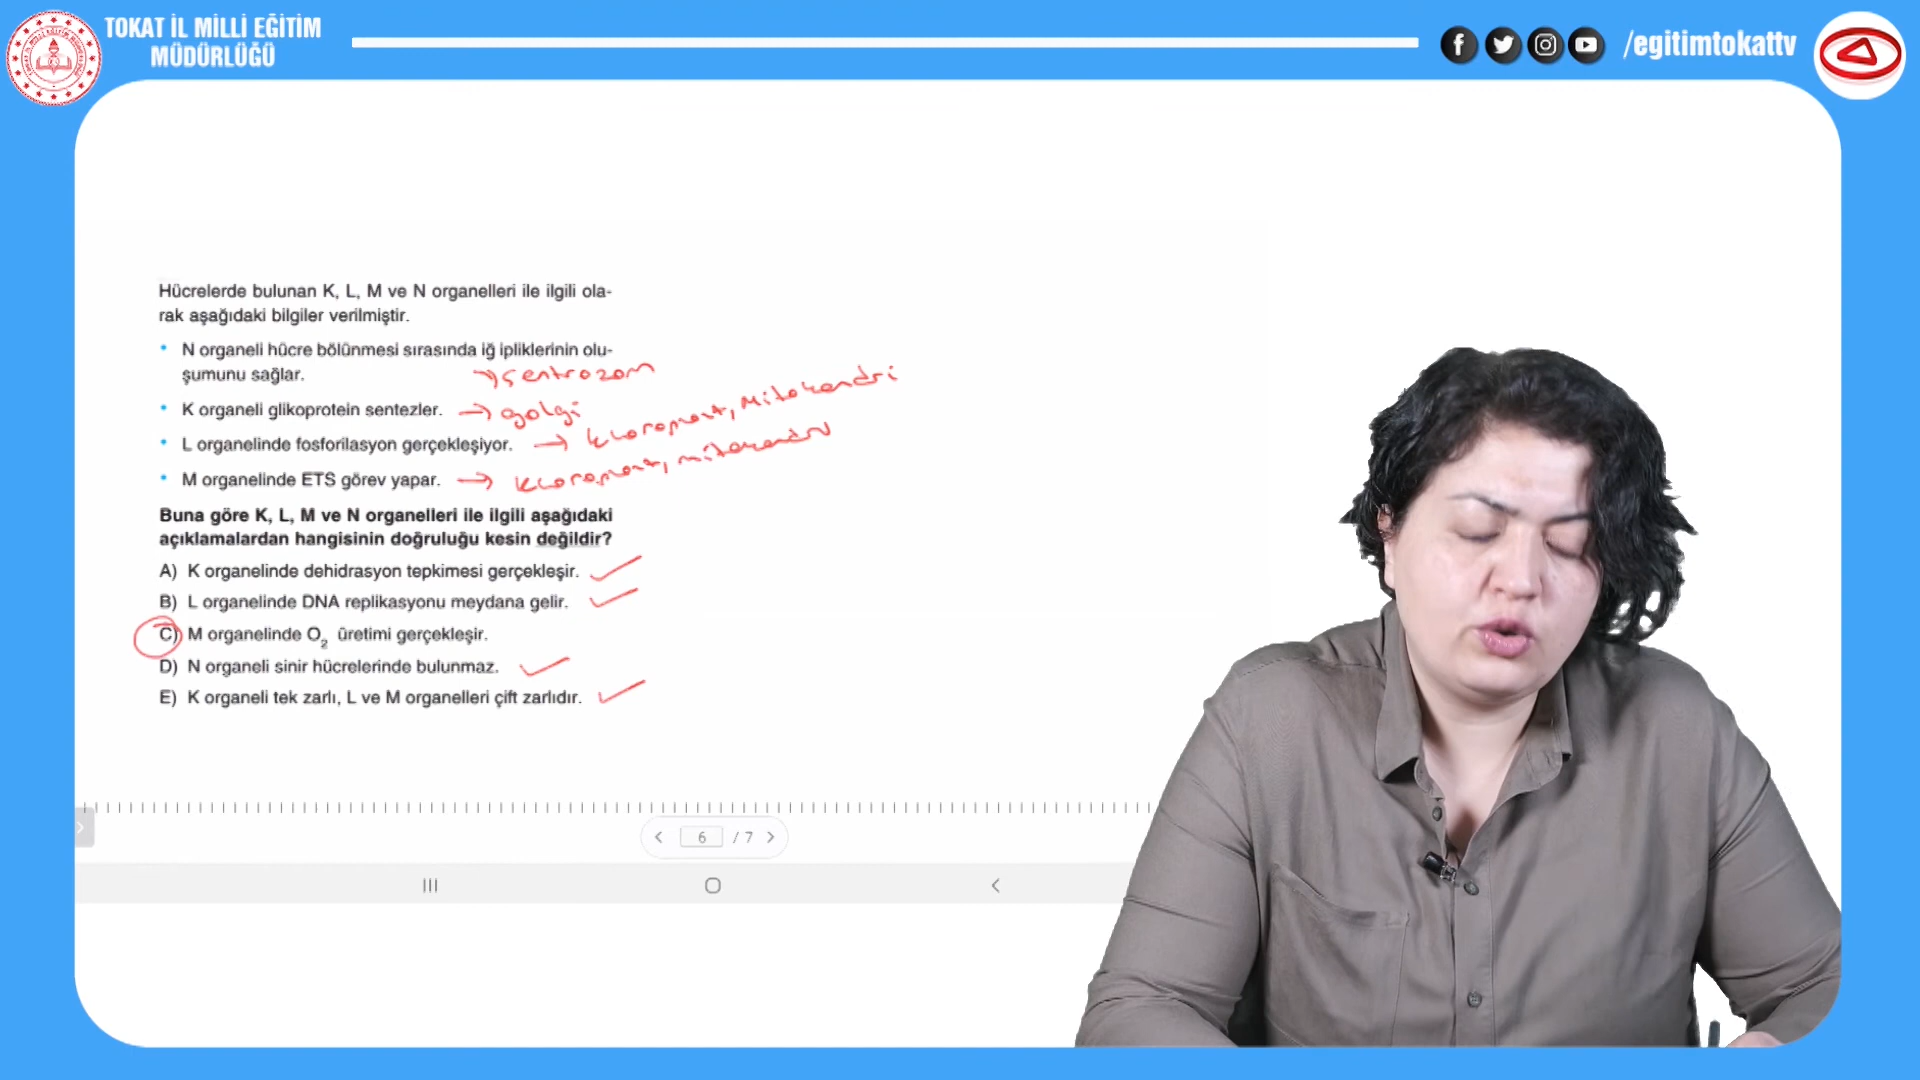 TOKAT İL MİLLİ EĞİTİM
MÜDÜRLÜĞÜ
/egitimtokattv
Hücrelerde bulunan K, L, M ve N organelleri ile ilgili ola-
rak aşağıdaki bilgiler verilmiştir.
• N organeli hücre bölünmesi sırasında iğ ipliklerinin olu-
şumunu sağlar. → sentrozom
• K organeli glikoprotein sentezler. → golgi
• L organelinde fosforilasyon gerçekleşiyor. → kloroplast, Mitokondri
• M organelinde ETS görev yapar. → kloroplast, mitokondri
Buna göre K, L, M ve N organelleri ile ilgili aşağıdaki
açıklamalardan hangisinin doğruluğu kesin değildir?
A) K organelinde dehidrasyon tepkimesi gerçekleşir.
B) L organelinde DNA replikasyonu meydana gelir.
C) M organelinde O₂ üretimi gerçekleşir.
D) N organeli sinir hücrelerinde bulunmaz.
E) K organeli tek zarlı, L ve M organelleri çift zarlıdır.
6 / 7